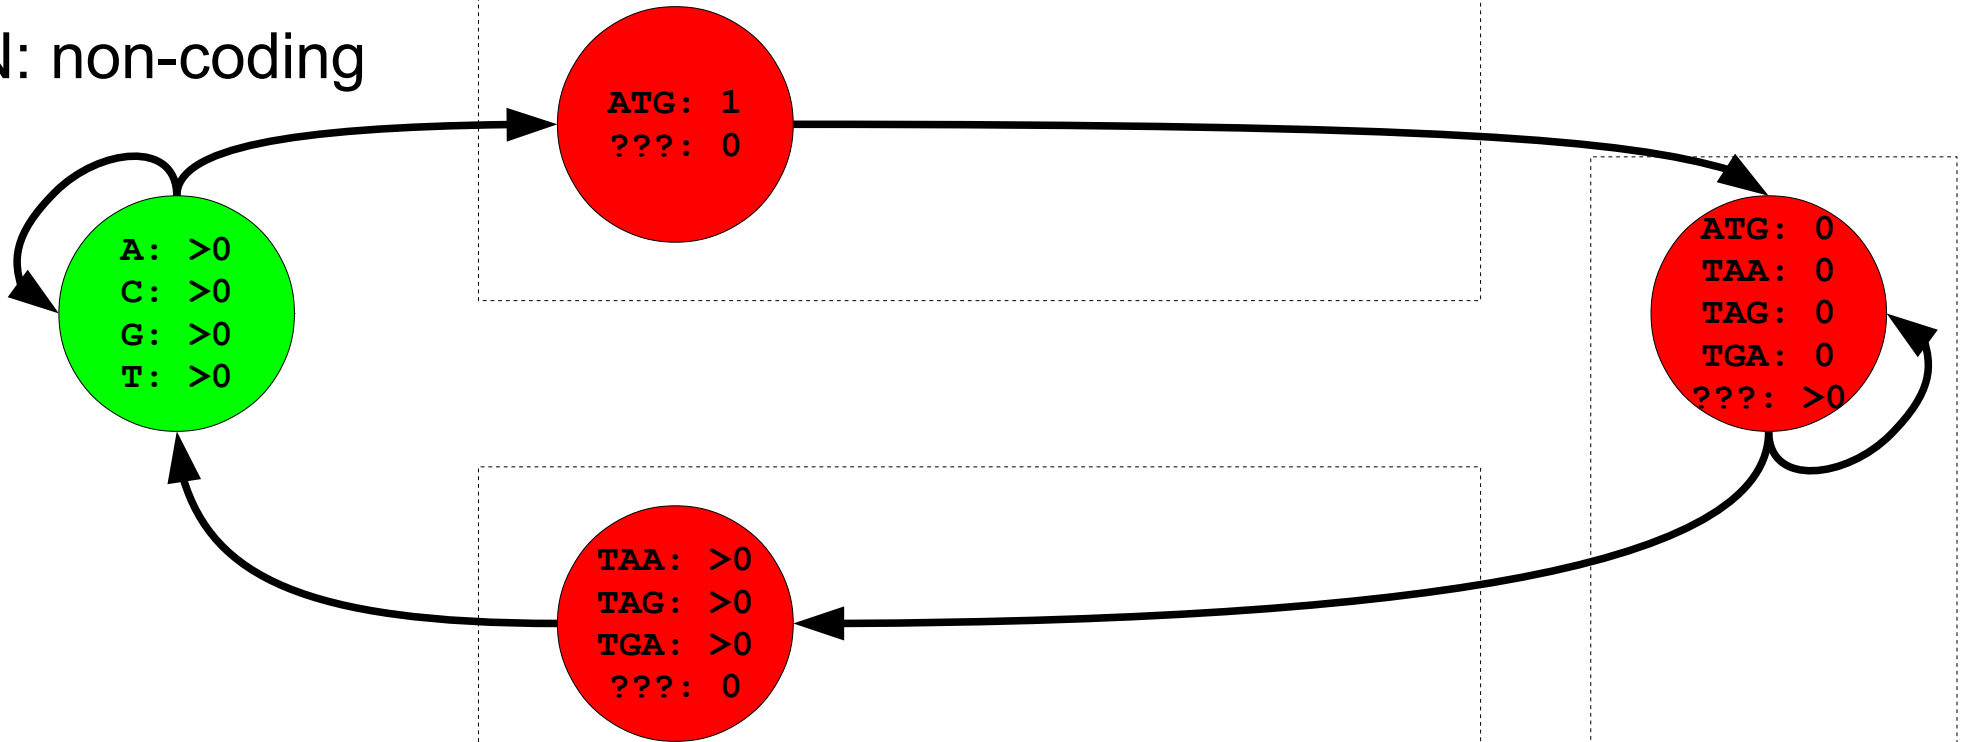 N: non-coding
ATG: 1
???: 0
A: >0
C: >0
G: >0
T: >0
ATG: 0
TAA: 0
TAG: 0
TGA: 0
???: >0
TAA: >0
TAG: >0
TGA: >0
???: 0